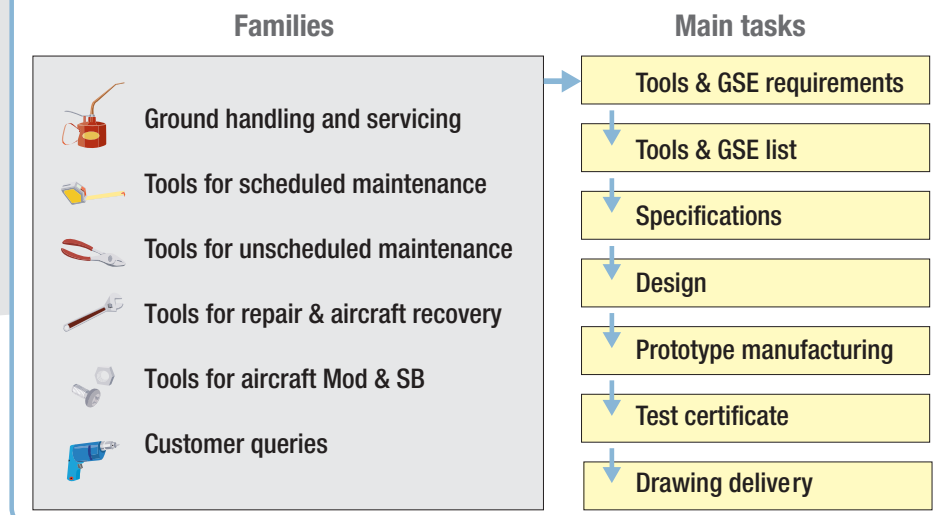 Families
Ground handling and servicing
Tools for scheduled maintenance
Tools for unscheduled maintenance
Tools for repair & aircraft recovery
Tools for aircraft Mod & SB
Customer queries
Main tasks
Tools & GSE requirements
Tools & GSE list
Specifications
Design
Prototype manufacturing
Test certificate
Drawing delivery